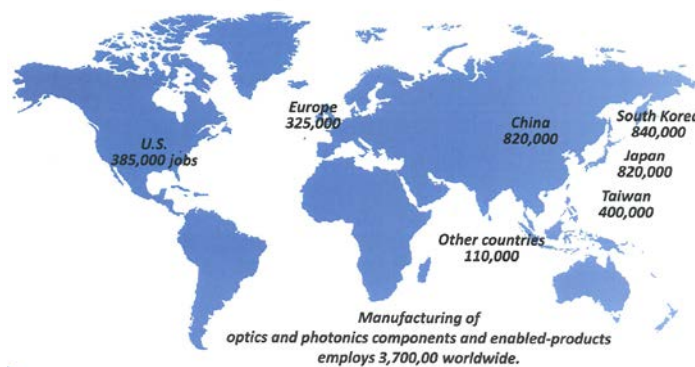 Europe
325,000
U.S.
385,000 jobs
China
820,000
South Korea
840,000
Japan
820,000
Taiwan
400,000
Other countries
110,000
Manufacturing of
optics and photonics components and enabled-products
employs 3,700,00 worldwide.